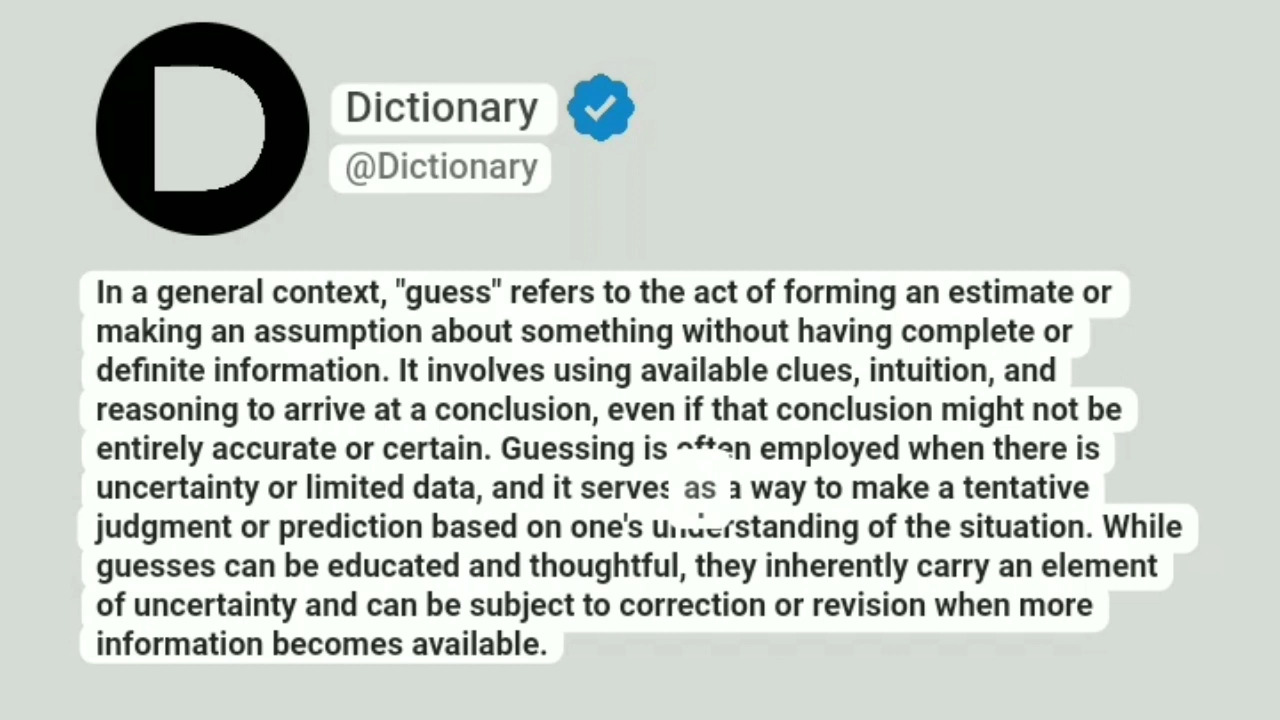 D
Dictionary
@Dictionary
In a general context, "guess" refers to the act of forming an estimate or
making an assumption about something without having complete or
definite information. It involves using available clues, intuition, and
reasoning to arrive at a conclusion, even if that conclusion might not be
entirely accurate or certain. Guessing is often employed when there is
uncertainty or limited data, and it serves as a way to make a tentative
judgment or prediction based on one's understanding of the situation. While
guesses can be educated and thoughtful, they inherently carry an element
of uncertainty and can be subject to correction or revision when more
information becomes available.